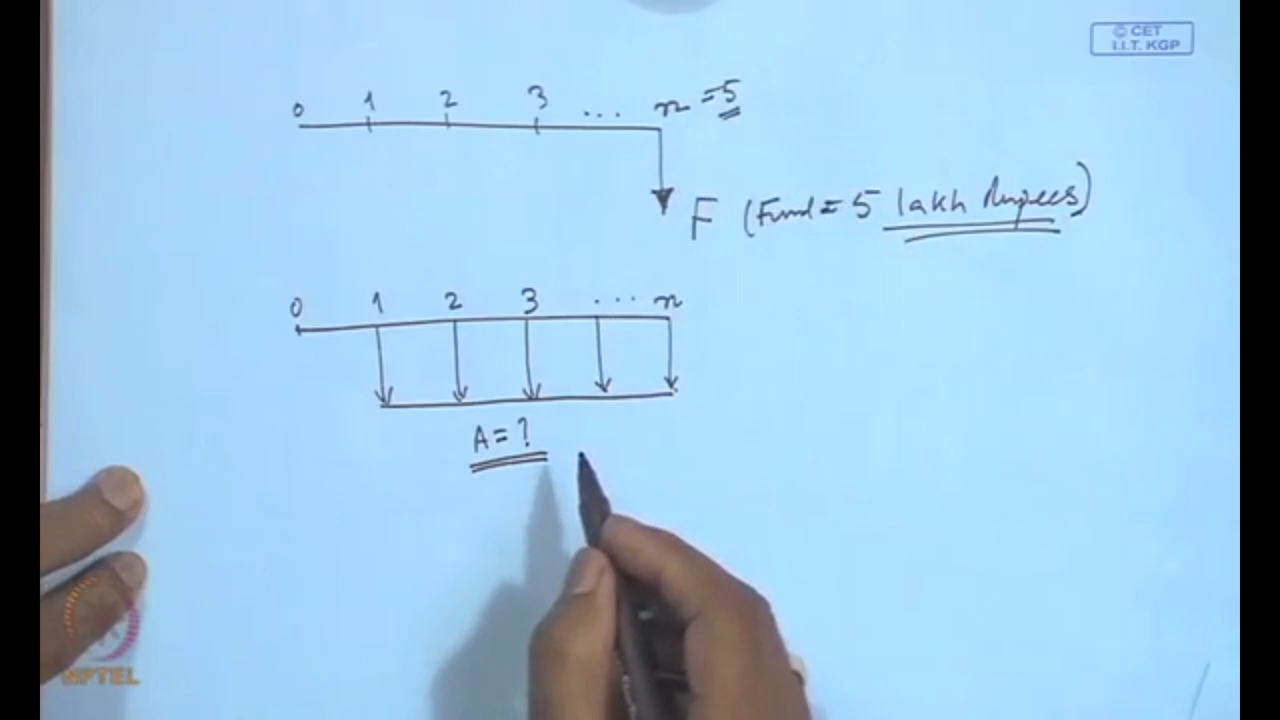 © CET
I.I.T. KGP
0 1 2 3 ... n = 5
F (Fund = 5 lakh Rupees)
0 1 2 3 ... n
A = ?
NPTEL